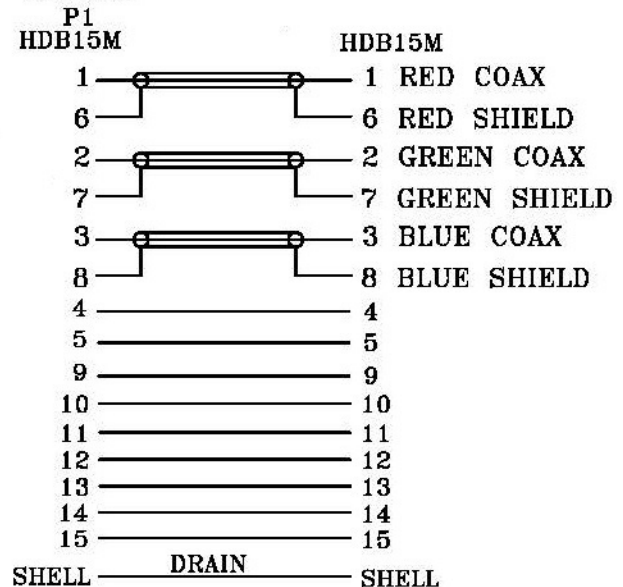 P1
HDB15M HDB15M
1 1 RED COAX
6 6 RED SHIELD
2 2 GREEN COAX
7 7 GREEN SHIELD
3 3 BLUE COAX
8 8 BLUE SHIELD
4 4
5 5
9 9
10 10
11 11
12 12
13 13
14 14
15 15
SHELL DRAIN SHELL